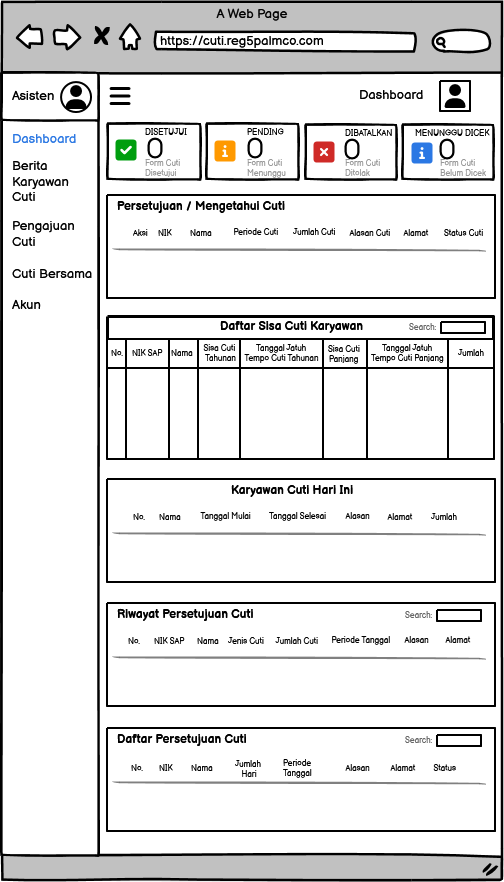 A Web Page
https://cuti.reg5palmco.com
Asisten
Dashboard
Dashboard
Berita
Karyawan
Cuti
Pengajuan
Cuti
Cuti Bersama
Akun
DISETUJUI
0
Form Cuti
Disetujui
PENDING
0
Form Cuti
Menunggu
DIBATALKAN
0
Form Cuti
Ditolak
MENUNGGU DICEK
0
Form Cuti
Belum Dicek
Persetujuan / Mengetahui Cuti
Aksi NIK Nama Periode Cuti Jumlah Cuti Alasan Cuti Alamat Status Cuti
Daftar Sisa Cuti Karyawan Search:
No. NIK SAP Nama Sisa Cuti Tahunan Tanggal Jatuh Tempo Cuti Tahunan Sisa Cuti Panjang Tanggal Jatuh Tempo Cuti Panjang Jumlah
Karyawan Cuti Hari Ini
No. Nama Tanggal Mulai Tanggal Selesai Alasan Alamat Jumlah
Riwayat Persetujuan Cuti Search:
No. NIK SAP Nama Jenis Cuti Jumlah Cuti Periode Tanggal Alasan Alamat
Daftar Persetujuan Cuti Search:
No. NIK Nama Jumlah Hari Periode Tanggal Alasan Alamat Status